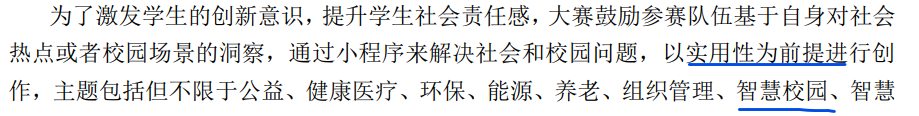 为了激发学生的创新意识，提升学生社会责任感，大赛鼓励参赛队伍基于自身对社会
热点或者校园场景的洞察，通过小程序来解决社会和校园问题，以实用性为前提进行创
作，主题包括但不限于公益、健康医疗、环保、能源、养老、组织管理、智慧校园、智慧